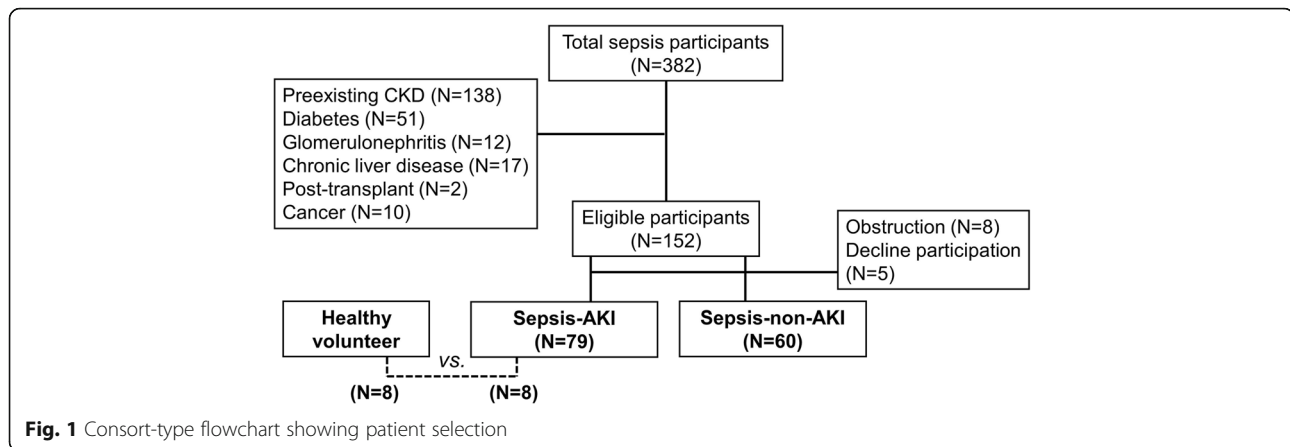 Total sepsis participants
(N=382)
Preexisting CKD (N=138)
Diabetes (N=51)
Glomerulonephritis (N=12)
Chronic liver disease (N=17)
Post-transplant (N=2)
Cancer (N=10)
Eligible participants
(N=152)
Obstruction (N=8)
Decline participation
(N=5)
Healthy
volunteer
Sepsis-AKI
(N=79)
Sepsis-non-AKI
(N=60)
vs.
(N=8)
(N=8)
Fig. 1 Consort-type flowchart showing patient selection